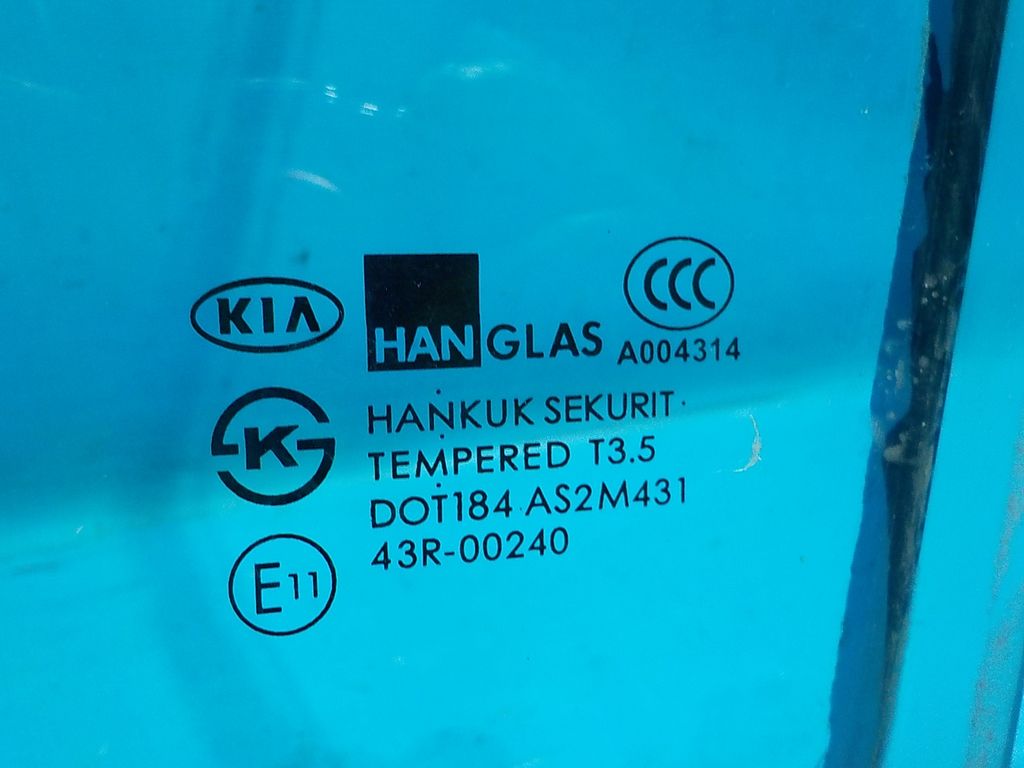 KIA
HANGLAS
CCC
A004314
K
HANKUK SEKURIT
TEMPERED T3.5
DOT184 AS2M431
43R-00240
E11